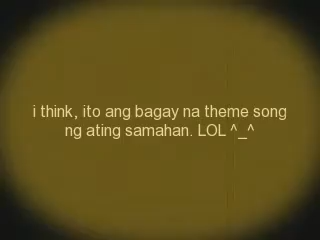 i think, ito ang bagay na theme song
ng ating samahan. LOL ^_^